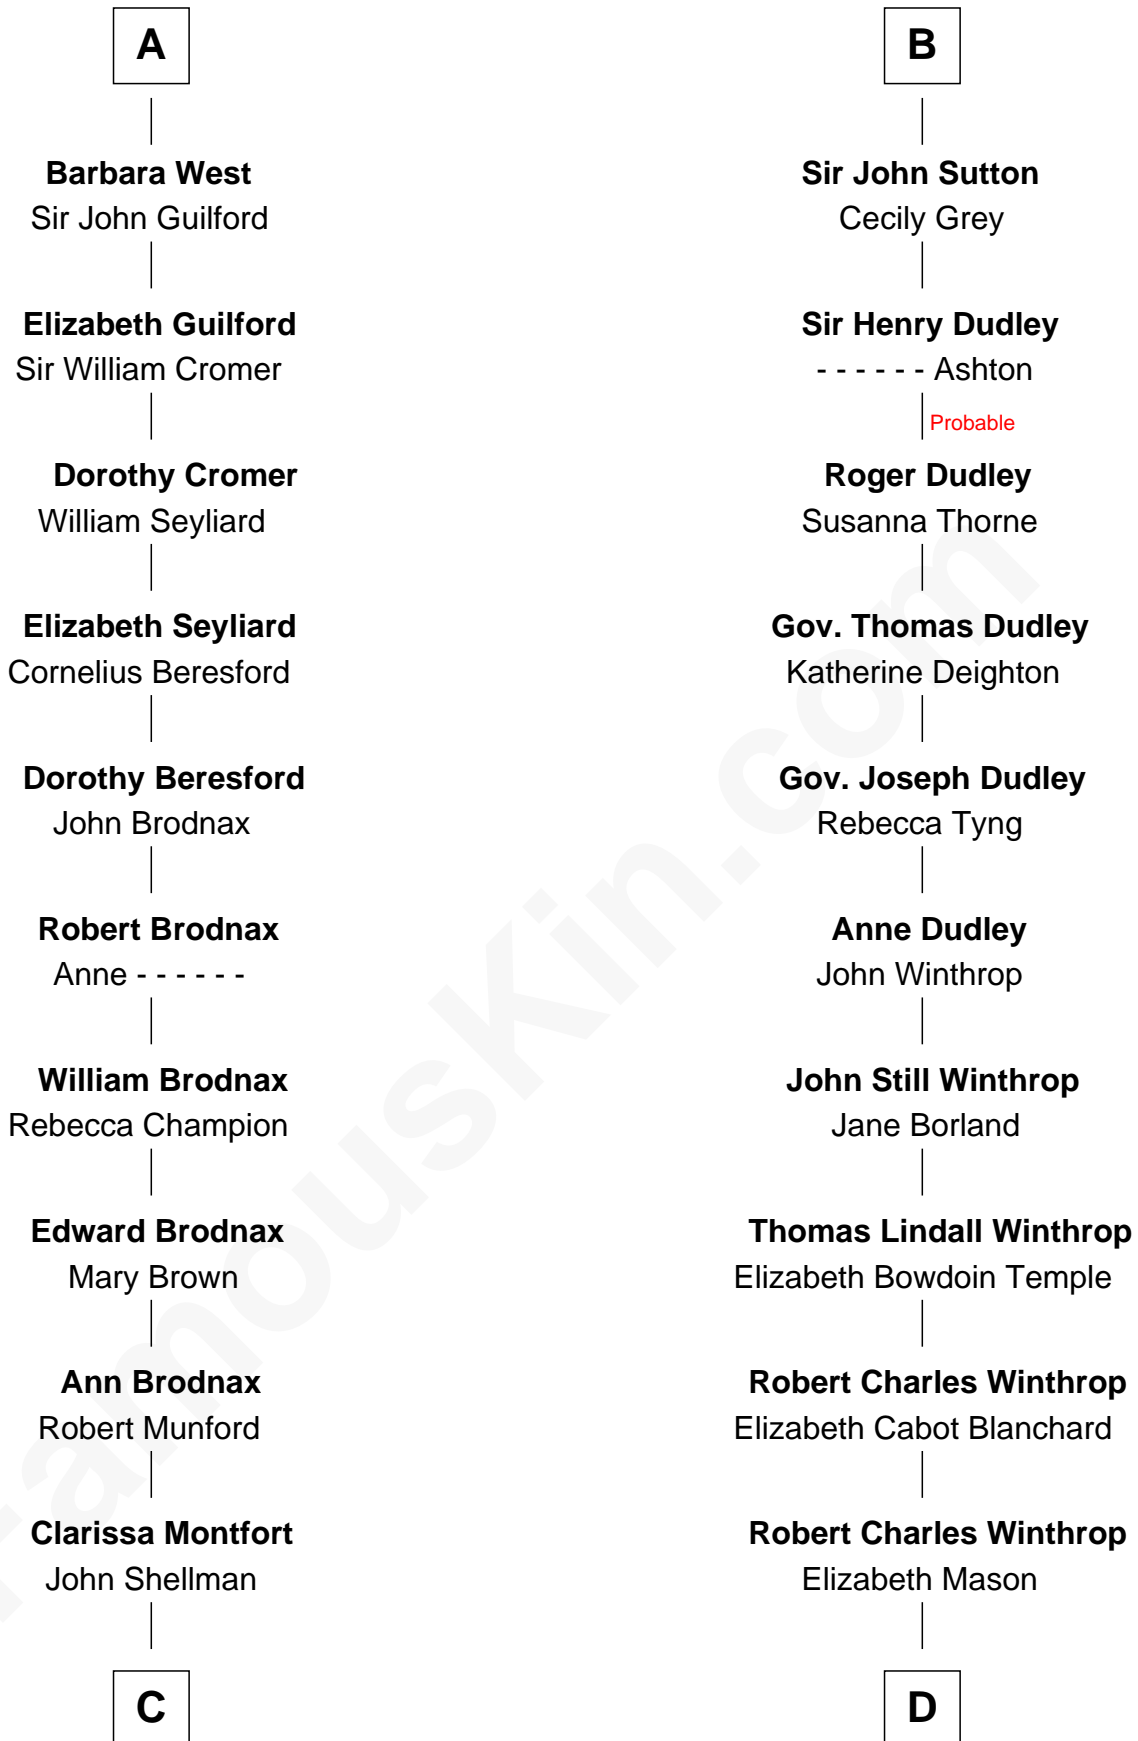 A
Barbara West
Sir John Guilford
Elizabeth Guilford
Sir William Cromer
Dorothy Cromer
William Seyliard
Elizabeth Seyliard
Cornelius Beresford
Dorothy Beresford
John Brodnax
Robert Brodnax
Anne - - - - - -
William Brodnax
Rebecca Champion
Edward Brodnax
Mary Brown
Ann Brodnax
Robert Munford
Clarissa Montfort
John Shellman
C
B
Sir John Sutton
Cecily Grey
Sir Henry Dudley
- - - - - - Ashton
Probable
Roger Dudley
Susanna Thorne
Gov. Thomas Dudley
Katherine Deighton
Gov. Joseph Dudley
Rebecca Tyng
Anne Dudley
John Winthrop
John Still Winthrop
Jane Borland
Thomas Lindall Winthrop
Elizabeth Bowdoin Temple
Robert Charles Winthrop
Elizabeth Cabot Blanchard
Robert Charles Winthrop
Elizabeth Mason
D
FamousKin.com